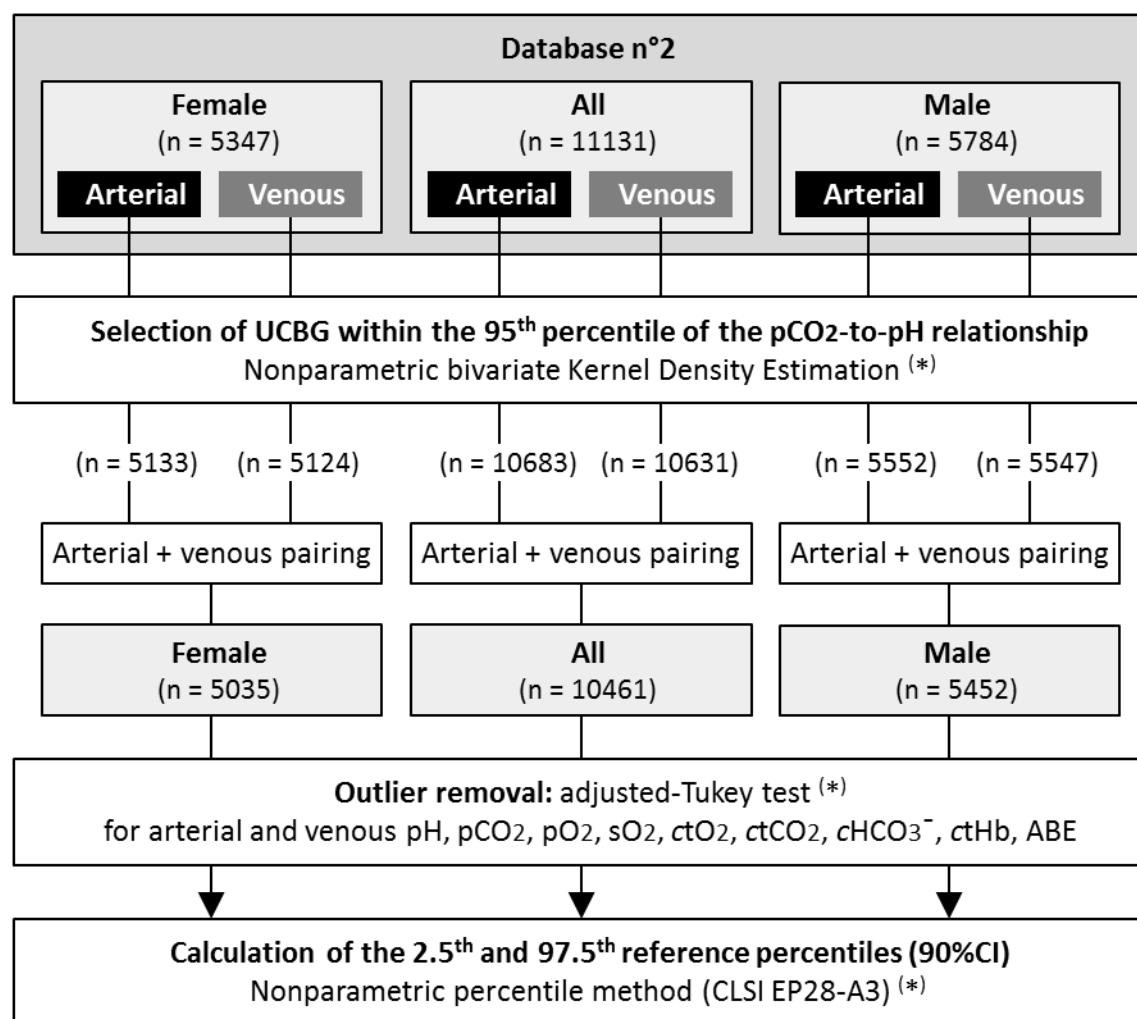 Database n°2
Female All Male
(n = 5347) (n = 11131) (n = 5784)
Arterial Venous Arterial Venous Arterial Venous
Selection of UCBG within the 95th percentile of the pCO2-to-pH relationship
Nonparametric bivariate Kernel Density Estimation (*)
(n = 5133) (n = 5124) (n = 10683) (n = 10631) (n = 5552) (n = 5547)
Arterial + venous pairing Arterial + venous pairing Arterial + venous pairing
Female All Male
(n = 5035) (n = 10461) (n = 5452)
Outlier removal: adjusted-Tukey test (*)
for arterial and venous pH, pCO2, pO2, sO2, ctO2, ctCO2, cHCO3⁻, ctHb, ABE
Calculation of the 2.5th and 97.5th reference percentiles (90%CI)
Nonparametric percentile method (CLSI EP28-A3) (*)